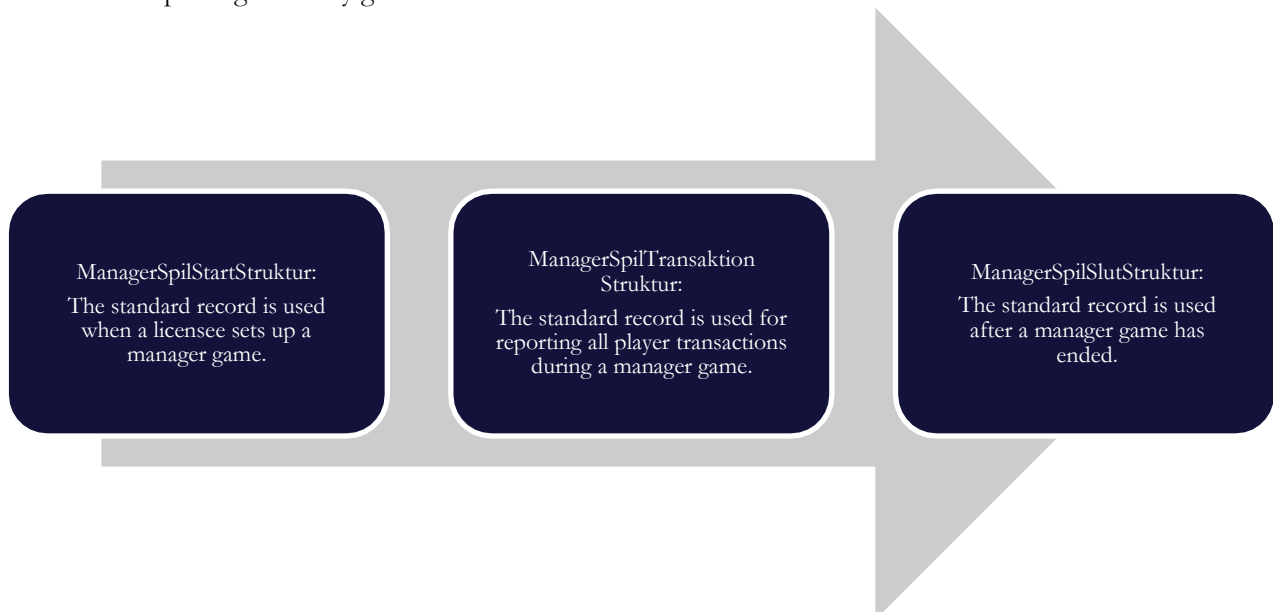 ManagerSpilStartStruktur:
The standard record is used
when a licensee sets up a
manager game.
ManagerSpilTransaktion
Struktur:
The standard record is used for
reporting all player transactions
during a manager game.
ManagerSpilSlutStruktur:
The standard record is used
after a manager game has
ended.